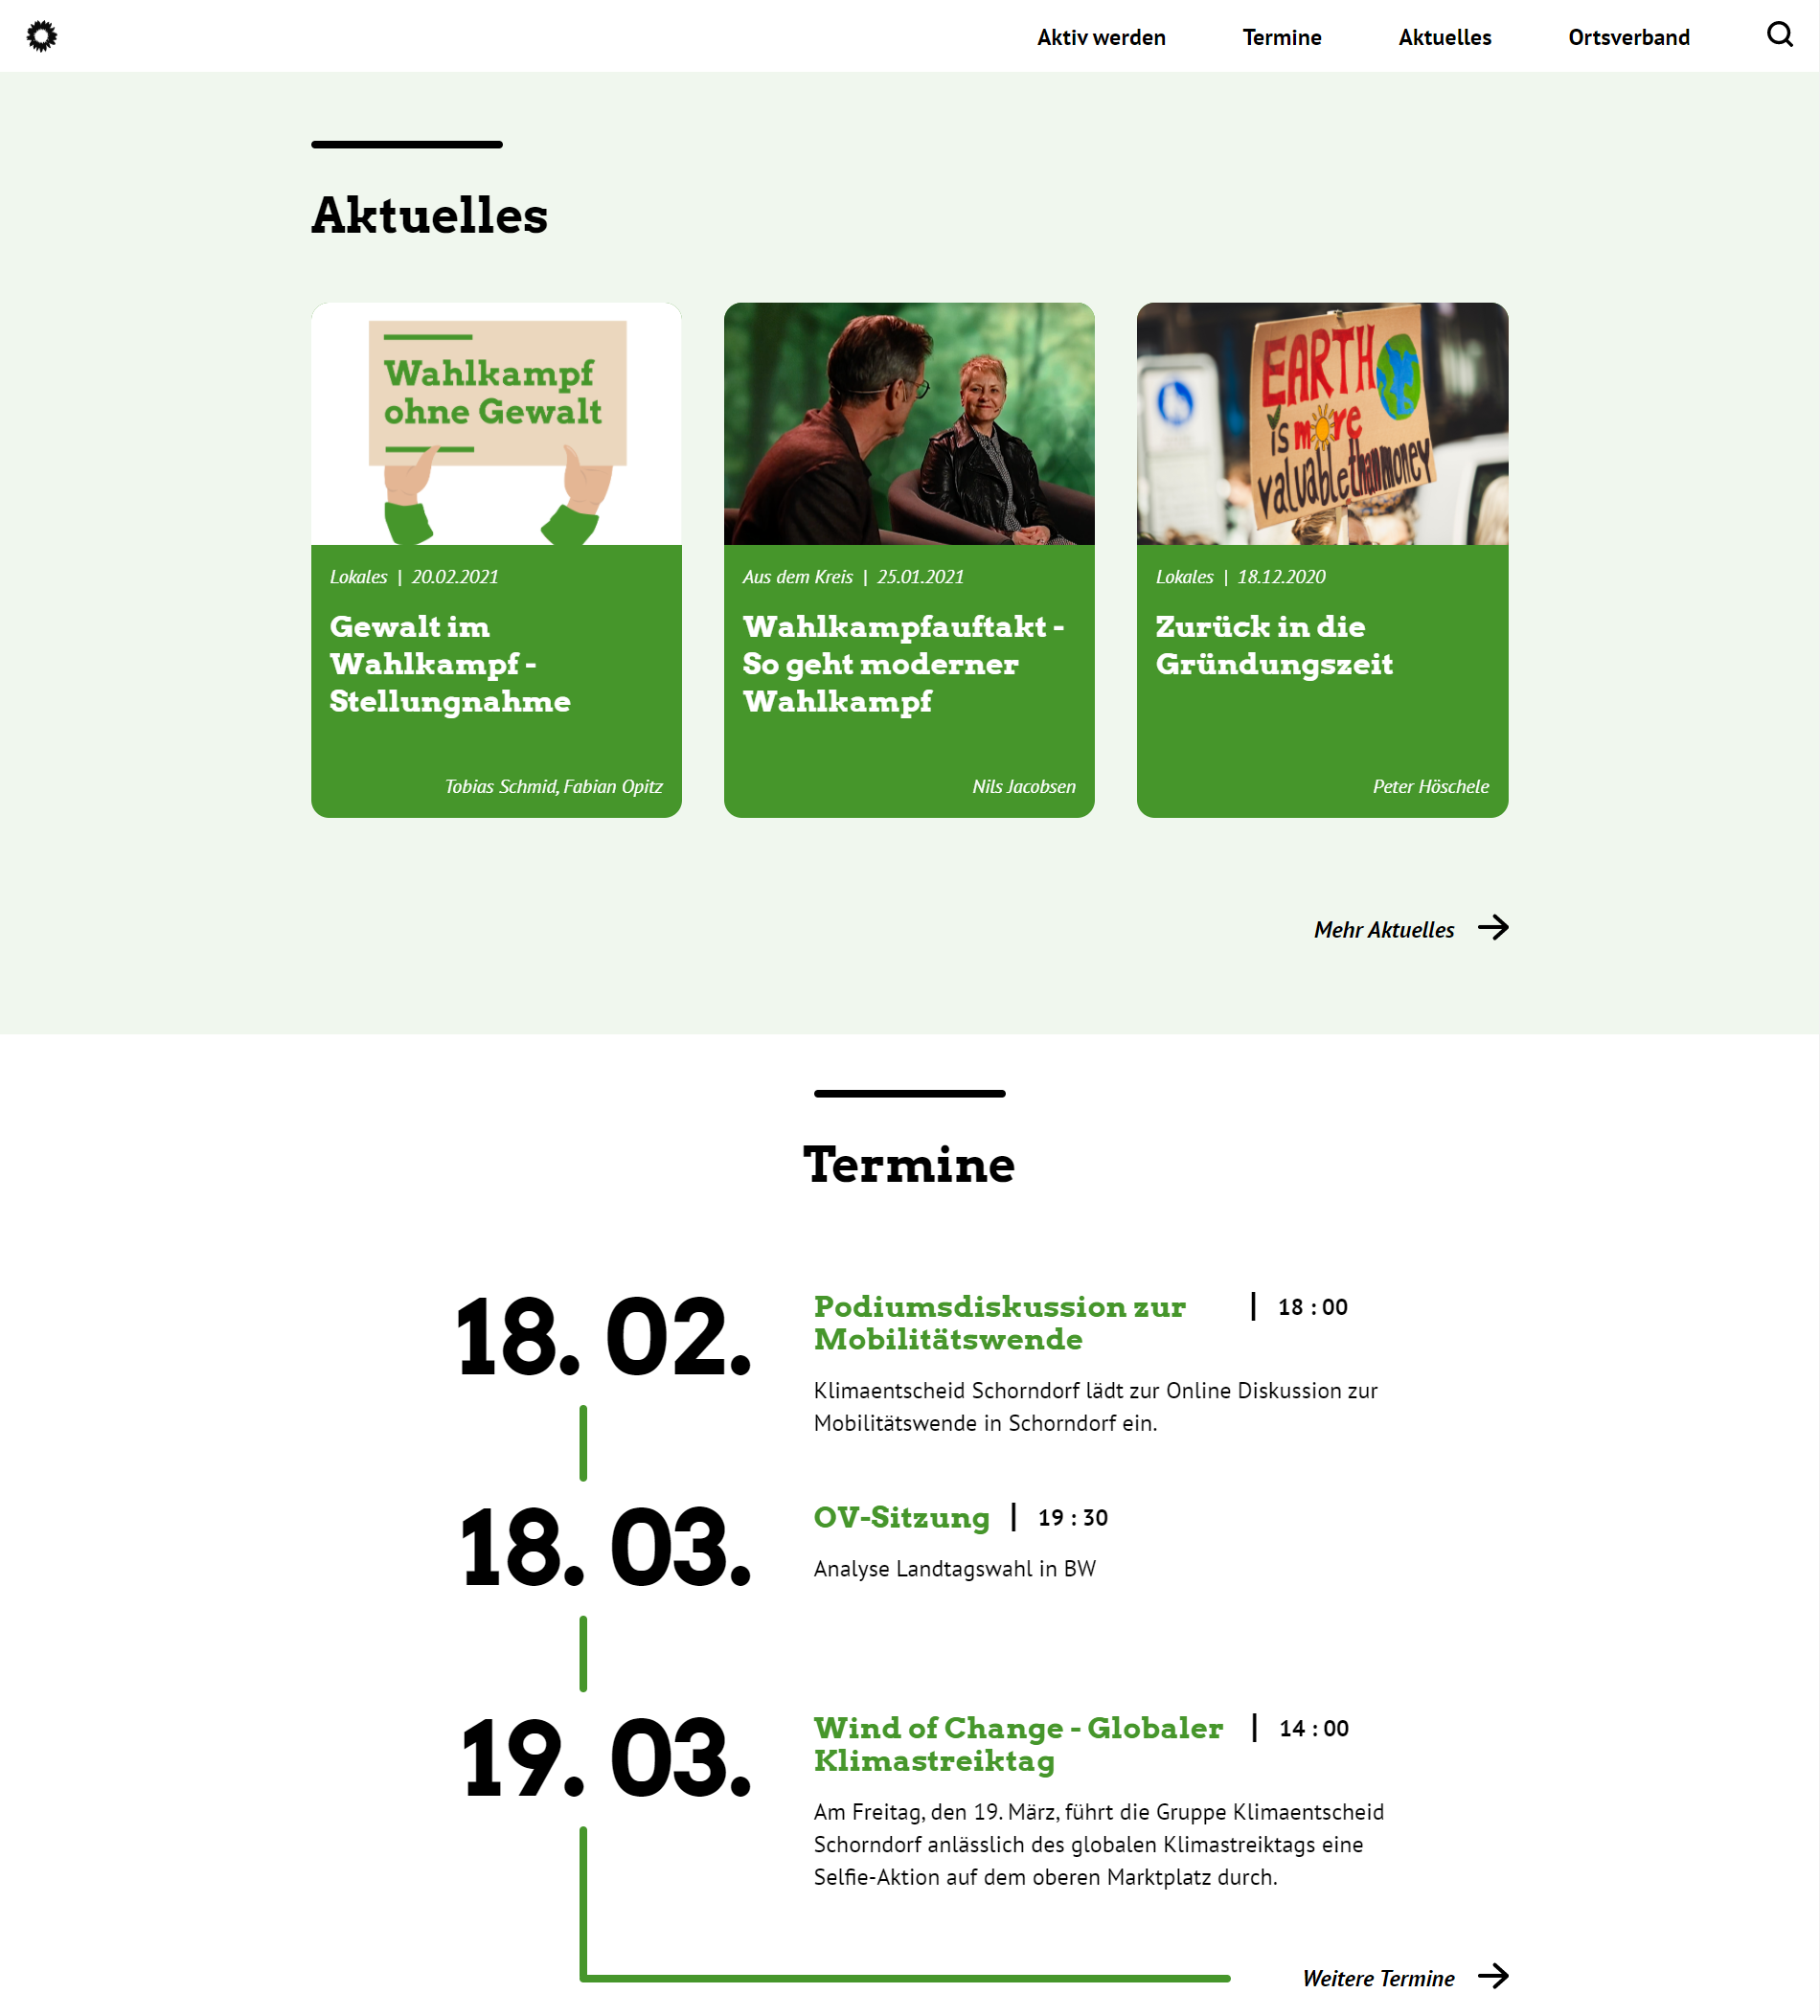 Aktiv werden
Termine
Aktuelles
Ortsverband
Aktuelles
Wahlkampf
ohne Gewalt
Lokales | 20.02.2021
Gewalt im
Wahlkampf -
Stellungnahme
Tobias Schmid, Fabian Opitz
Aus dem Kreis | 25.01.2021
Wahlkampfauftakt -
So geht moderner
Wahlkampf
Nils Jacobsen
EARTH
is more
valuable than money
Lokales | 18.12.2020
Zurück in die
Gründungszeit
Peter Höschele
Mehr Aktuelles
Termine
18. 02.
Podiumsdiskussion zur
Mobilitätswende
| 18 : 00
Klimaentscheid Schorndorf lädt zur Online Diskussion zur
Mobilitätswende in Schorndorf ein.
18. 03.
OV-Sitzung | 19 : 30
Analyse Landtagswahl in BW
19. 03.
Wind of Change - Globaler
Klimastreiktag
| 14 : 00
Am Freitag, den 19. März, führt die Gruppe Klimaentscheid
Schorndorf anlässlich des globalen Klimastreiktags eine
Selfie-Aktion auf dem oberen Marktplatz durch.
Weitere Termine